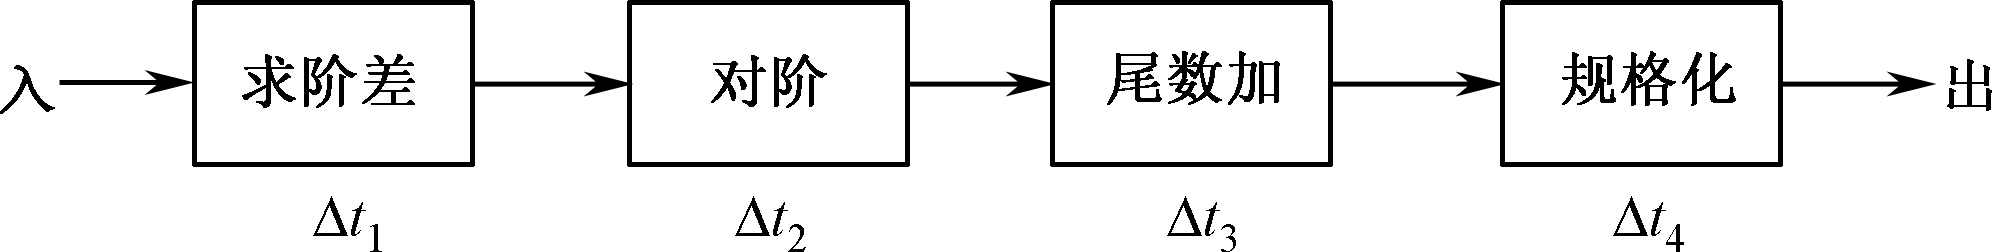 入 求阶差 对阶 尾数加 规格化 出
Δt₁ Δt₂ Δt₃ Δt₄